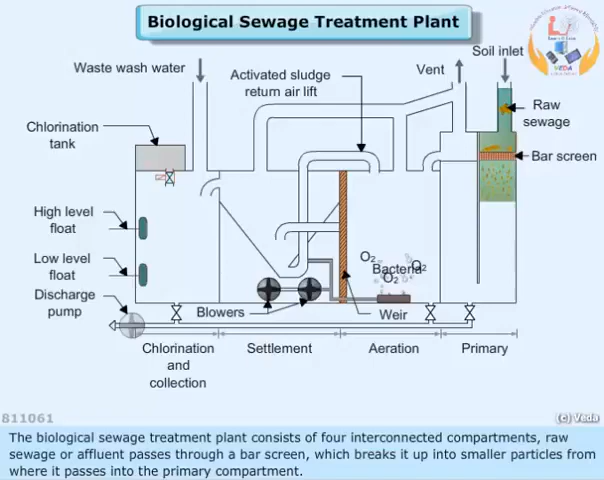 Biological Sewage Treatment Plant
Soil inlet
Waste wash water
Activated sludge
return air lift
Vent
Raw
sewage
Chlorination
tank
Bar screen
High level
float
Low level
float
O2
Bacteria
O2
O2
Discharge
pump
Blowers
Weir
Chlorination
and
collection
Settlement
Aeration
Primary
811061
(c) Veda
The biological sewage treatment plant consists of four interconnected compartments, raw
sewage or affluent passes through a bar screen, which breaks it up into smaller particles from
where it passes into the primary compartment.
VEDA